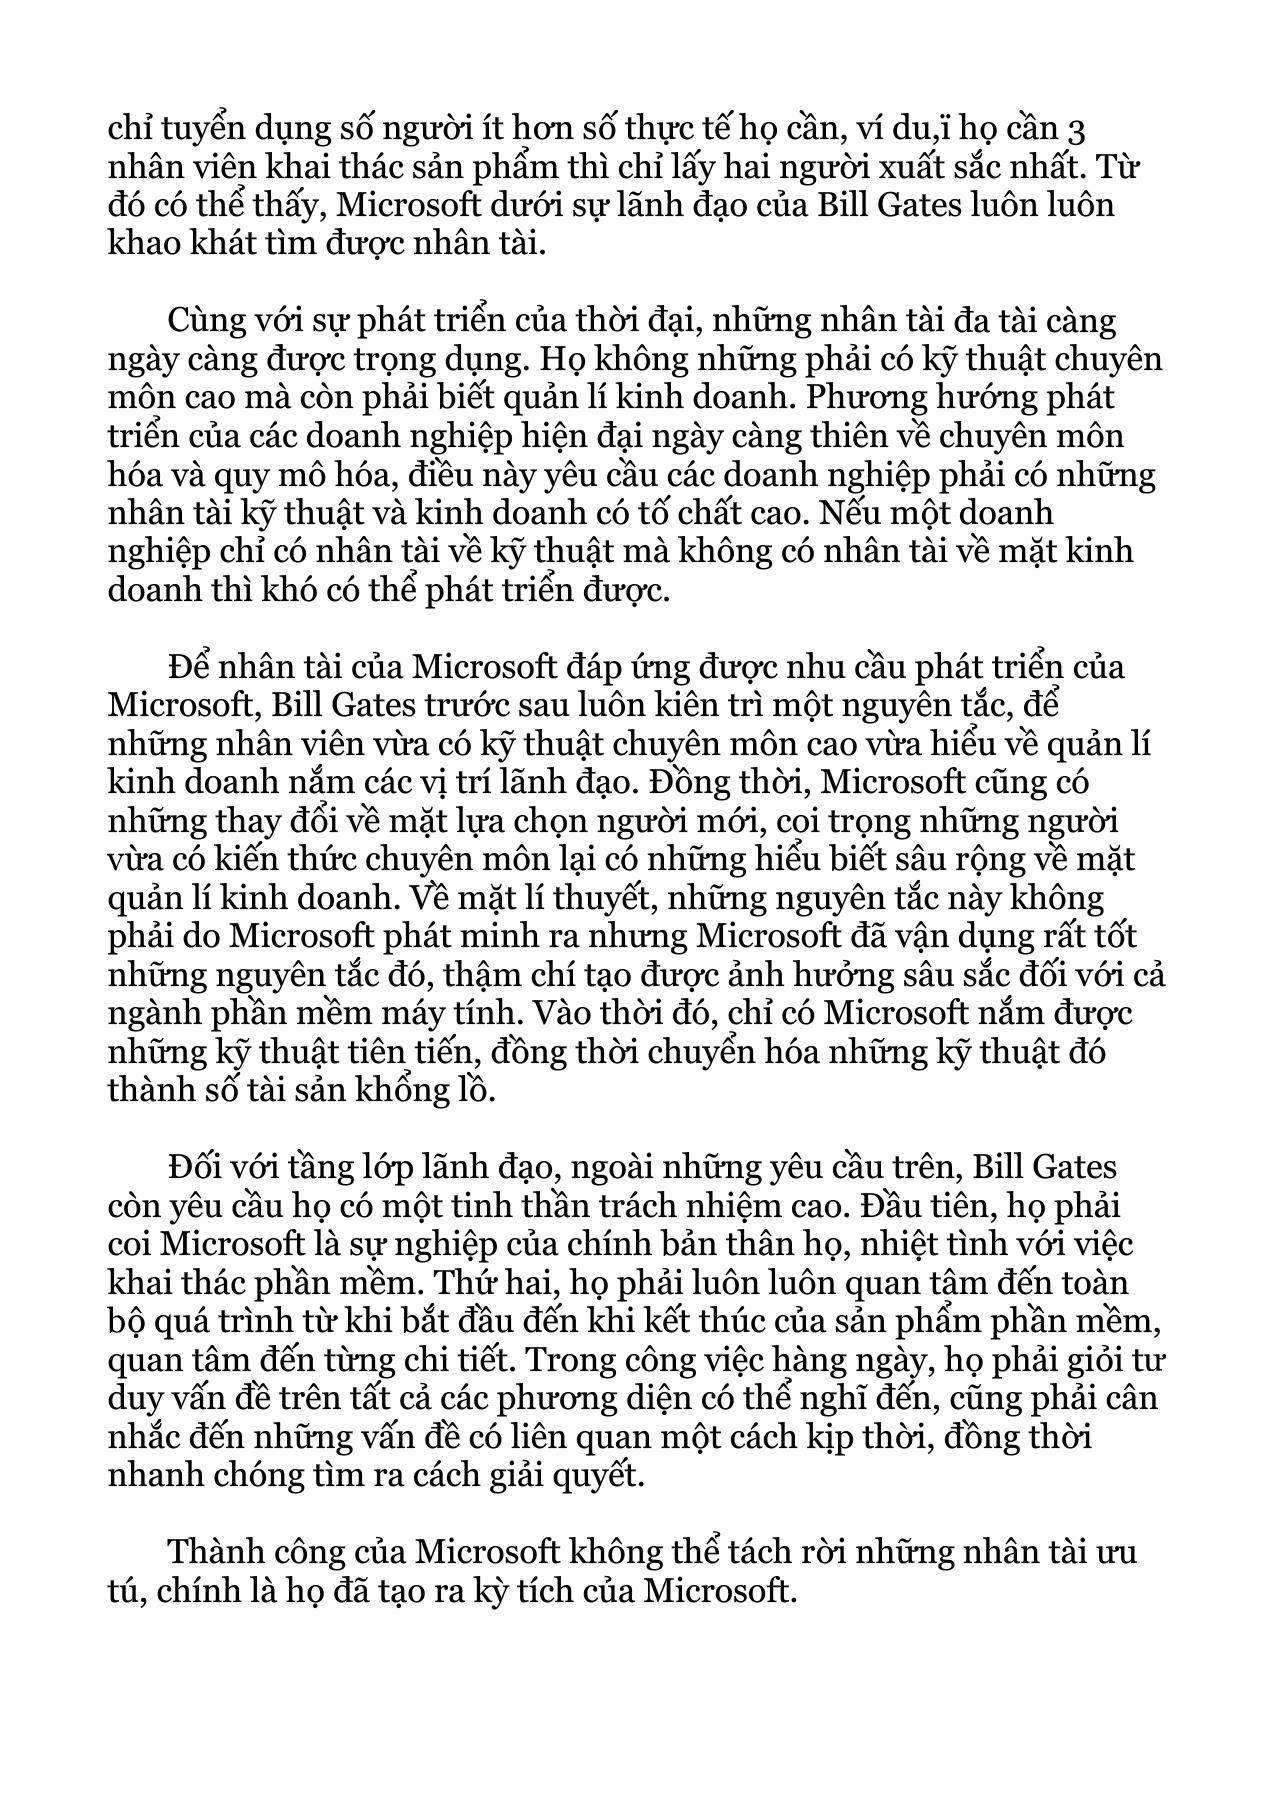 chỉ tuyển dụng số người ít hơn số thực tế họ cần, ví du,ï họ cần 3
nhân viên khai thác sản phẩm thì chỉ lấy hai người xuất sắc nhất. Từ
đó có thể thấy, Microsoft dưới sự lãnh đạo của Bill Gates luôn luôn
khao khát tìm được nhân tài.
Cùng với sự phát triển của thời đại, những nhân tài đa tài càng
ngày càng được trọng dụng. Họ không những phải có kỹ thuật chuyên
môn cao mà còn phải biết quản lí kinh doanh. Phương hướng phát
triển của các doanh nghiệp hiện đại ngày càng thiên về chuyên môn
hóa và quy mô hóa, điều này yêu cầu các doanh nghiệp phải có những
nhân tài kỹ thuật và kinh doanh có tố chất cao. Nếu một doanh
nghiệp chỉ có nhân tài về kỹ thuật mà không có nhân tài về mặt kinh
doanh thì khó có thể phát triển được.
Để nhân tài của Microsoft đáp ứng được nhu cầu phát triển của
Microsoft, Bill Gates trước sau luôn kiên trì một nguyên tắc, để
những nhân viên vừa có kỹ thuật chuyên môn cao vừa hiểu về quản lí
kinh doanh nắm các vị trí lãnh đạo. Đồng thời, Microsoft cũng có
những thay đổi về mặt lựa chọn người mới, coi trọng những người
vừa có kiến thức chuyên môn lại có những hiểu biết sâu rộng về mặt
quản lí kinh doanh. Về mặt lí thuyết, những nguyên tắc này không
phải do Microsoft phát minh ra nhưng Microsoft đã vận dụng rất tốt
những nguyên tắc đó, thậm chí tạo được ảnh hưởng sâu sắc đối với cả
ngành phần mềm máy tính. Vào thời đó, chỉ có Microsoft nắm được
những kỹ thuật tiên tiến, đồng thời chuyển hóa những kỹ thuật đó
thành số tài sản khổng lồ.
Đối với tầng lớp lãnh đạo, ngoài những yêu cầu trên, Bill Gates
còn yêu cầu họ có một tinh thần trách nhiệm cao. Đầu tiên, họ phải
coi Microsoft là sự nghiệp của chính bản thân họ, nhiệt tình với việc
khai thác phần mềm. Thứ hai, họ phải luôn luôn quan tâm đến toàn
bộ quá trình từ khi bắt đầu đến khi kết thúc của sản phẩm phần mềm,
quan tâm đến từng chi tiết. Trong công việc hàng ngày, họ phải giỏi tư
duy vấn đề trên tất cả các phương diện có thể nghĩ đến, cũng phải cân
nhắc đến những vấn đề có liên quan một cách kịp thời, đồng thời
nhanh chóng tìm ra cách giải quyết.
Thành công của Microsoft không thể tách rời những nhân tài ưu
tú, chính là họ đã tạo ra kỳ tích của Microsoft.